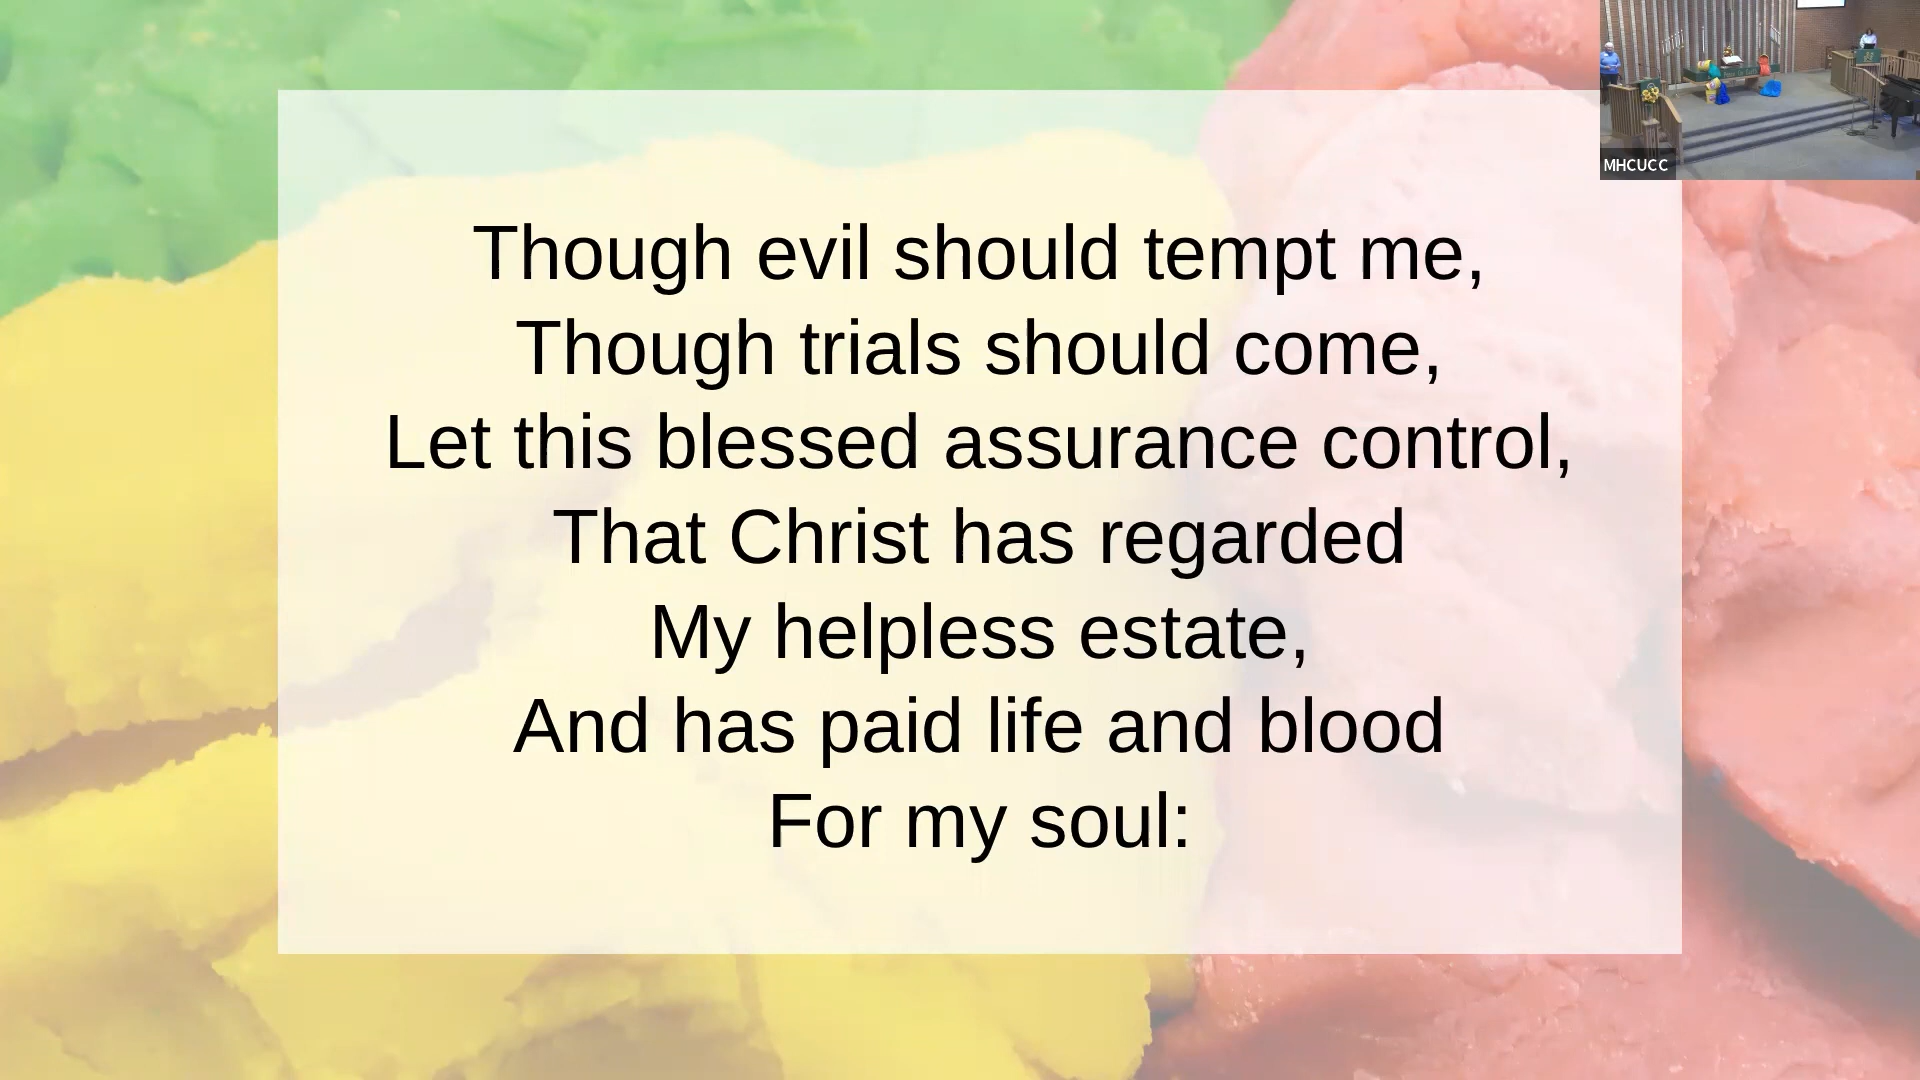 Though evil should tempt me,
Though trials should come,
Let this blessed assurance control,
That Christ has regarded
My helpless estate,
And has paid life and blood
For my soul:
MHCUCC